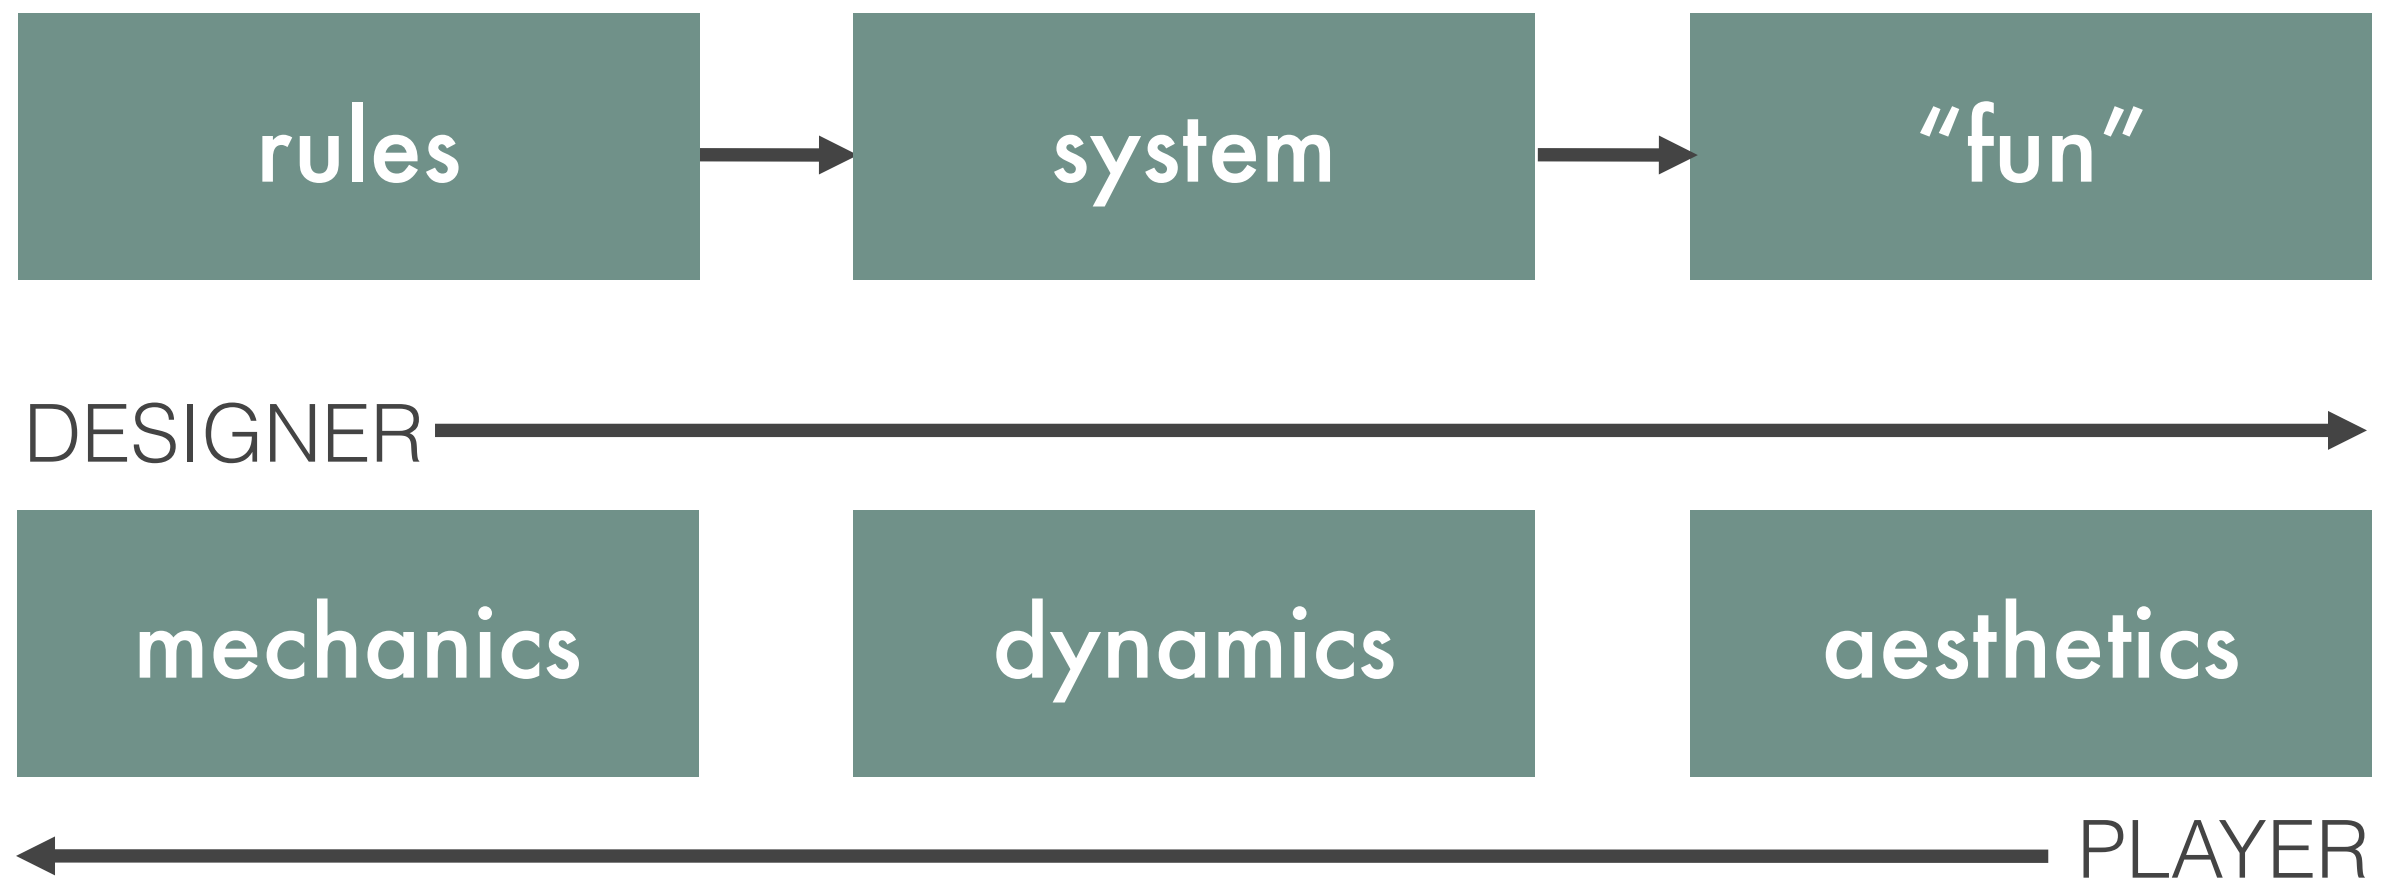 rules
system
“fun”
DESIGNER
mechanics
dynamics
aesthetics
PLAYER